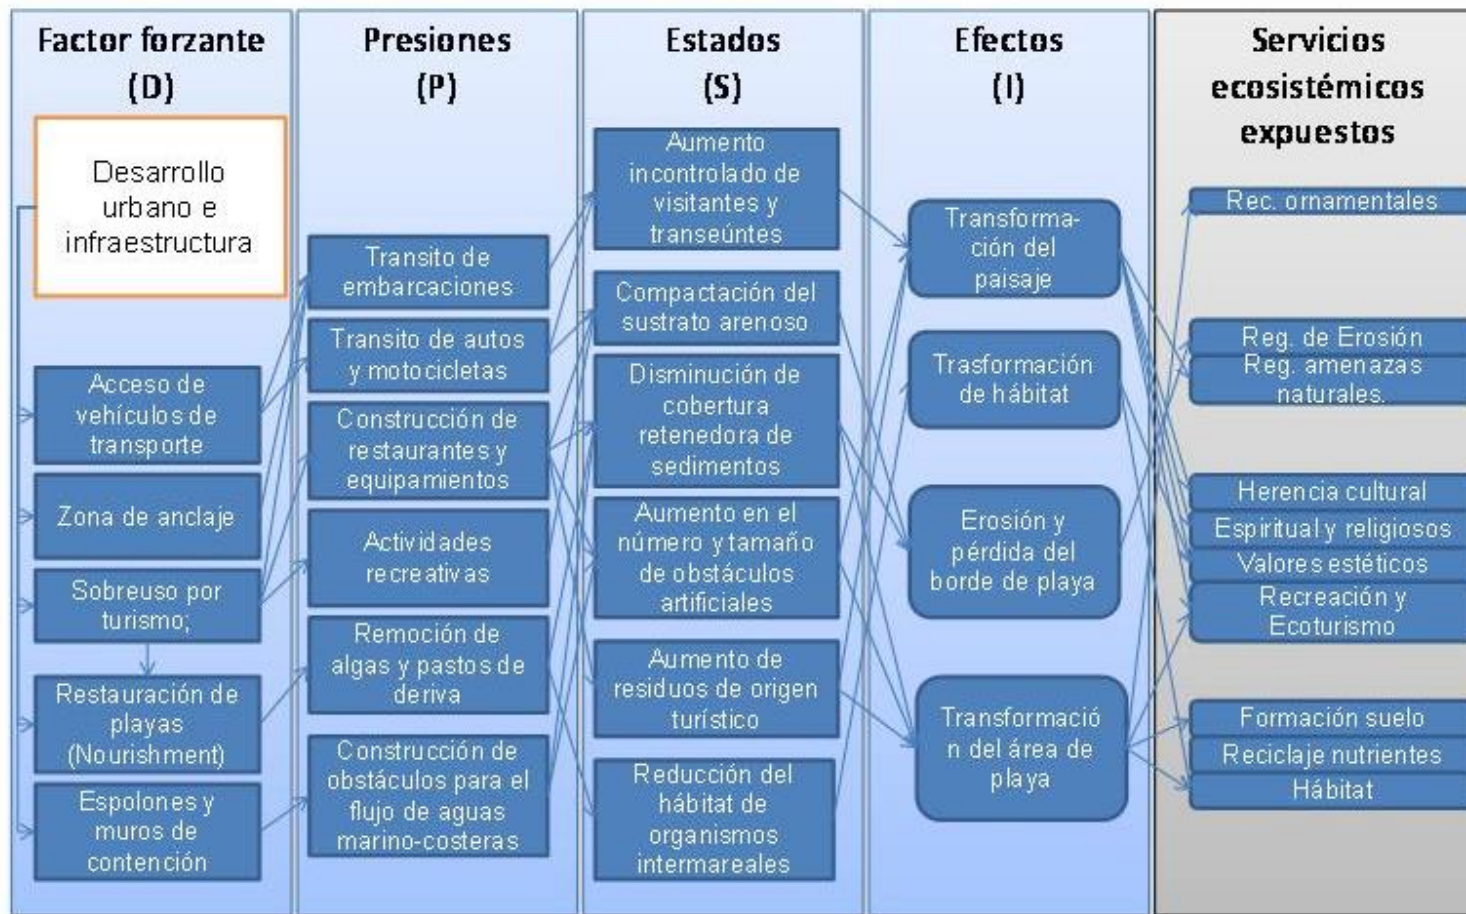 Factor forzante
(D)
Desarrollo
urbano e
infraestructura
Acceso de
vehículos de
transporte
Zona de anclaje
Sobreuso por
turismo;
Restauración de
playas
(Nourishment)
Espolones y
muros de
contención
Presiones
(P)
Transito de
embarcaciones
Transito de autos
y motocicletas
Construcción de
restaurantes y
equipamientos
Actividades
recreativas
Remoción de
algas y pastos de
deriva
Construcción de
obstáculos para el
flujo de aguas
marino-costeras
Estados
(S)
Aumento
incontrolado de
visitantes y
transeúntes
Compactación del
sustrato arenoso
Disminución de
cobertura
retenedora de
sedimentos
Aumento en el
número y tamaño
de obstáculos
artificiales
Aumento de
residuos de origen
turístico
Reducción del
hábitat de
organismos
intermareales
Efectos
(I)
Transforma-
ción del
paisaje
Trasformación
de hábitat
Erosión y
pérdida del
borde de playa
Transformació
n del área de
playa
Servicios
ecosistémicos
expuestos
Rec. ornamentales
Reg. de Erosión
Reg. amenazas
naturales.
Herencia cultural
Espiritual y religiosos
Valores estéticos
Recreación y
Ecoturismo
Formación suelo
Reciclaje nutrientes
Hábitat